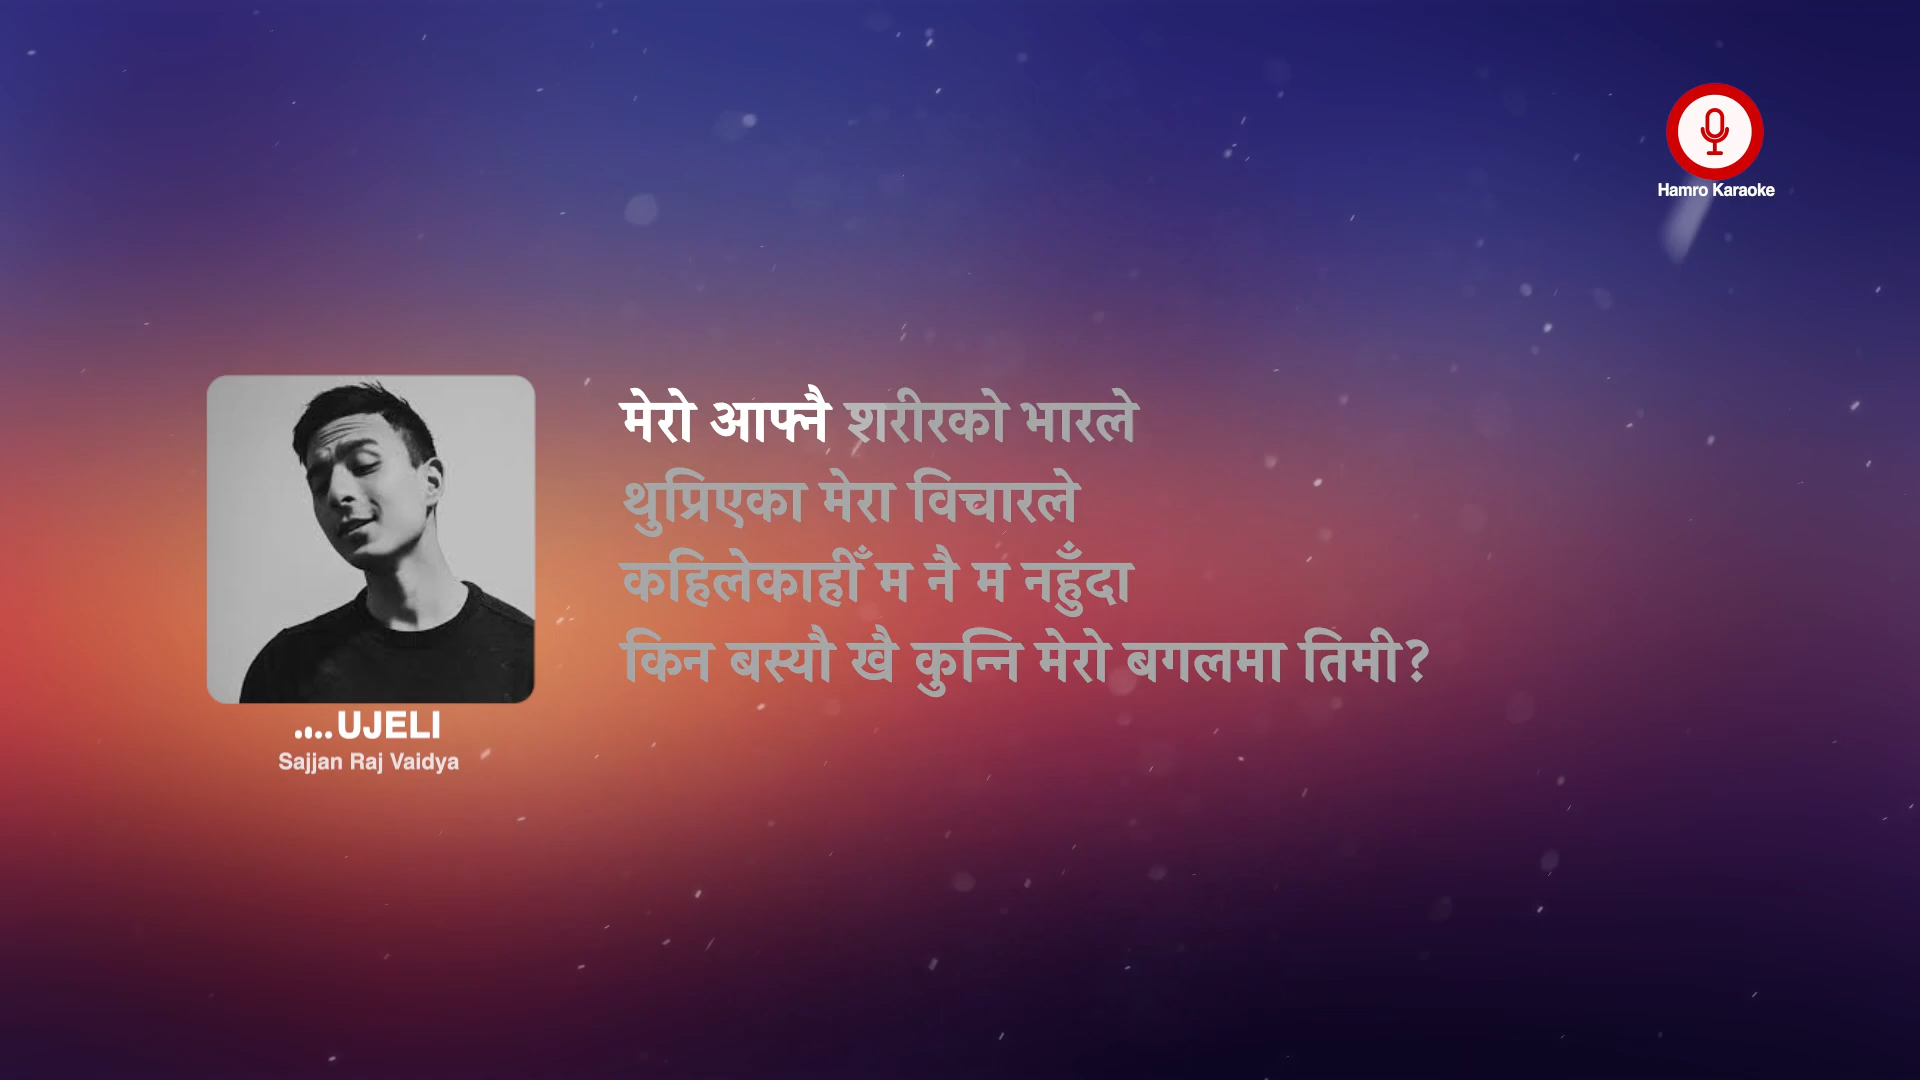 Hamro Karaoke
मेरो आफ्नै शरीरको भारले
थुप्रिएका मेरा विचारले
कहिलेकाहीँ म नै म नहुँदा
किन बस्यौ खै कुन्नि मेरो बगलमा तिमी?
....UJELI
Sajjan Raj Vaidya